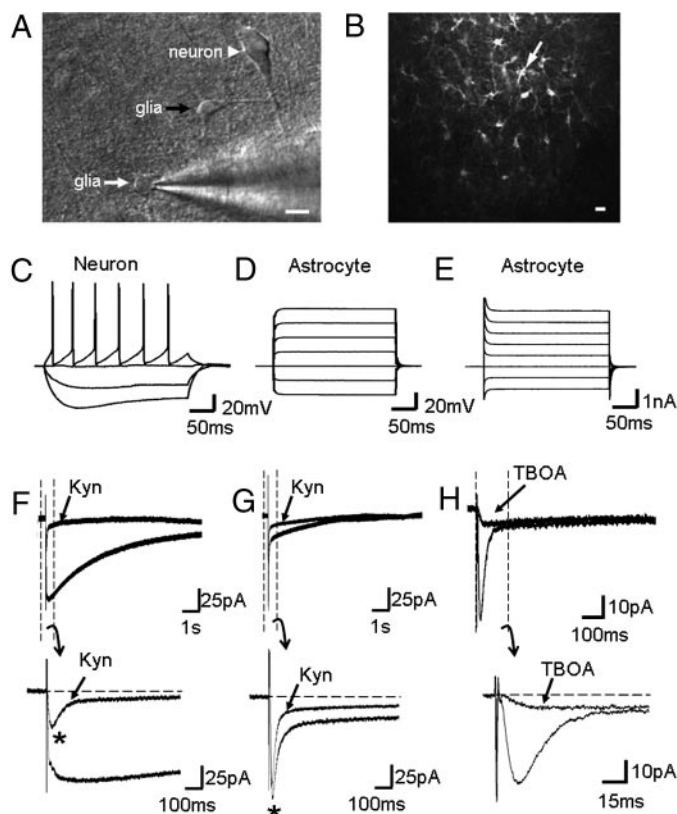 A
neuron
glia
glia
B
C
Neuron
20mV
50ms
D
Astrocyte
20mV
50ms
E
Astrocyte
1nA
50ms
F
Kyn
25pA
1s
Kyn
*
25pA
100ms
G
Kyn
25pA
1s
Kyn
*
25pA
100ms
H
TBOA
10pA
100ms
TBOA
10pA
15ms